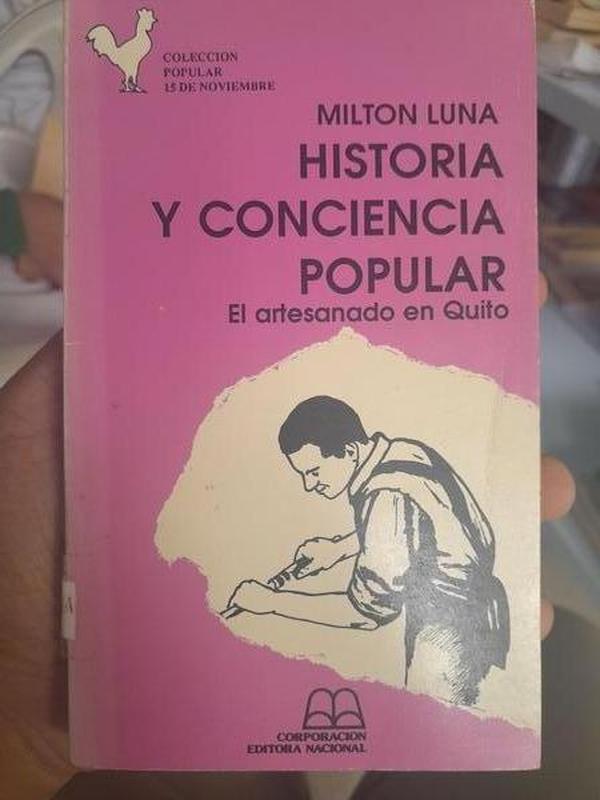 COLECCION
POPULAR
15 DE NOVIEMBRE
MILTON LUNA
HISTORIA
Y CONCIENCIA
POPULAR
El artesanado en Quito
CORPORACION
EDITORA NACIONAL